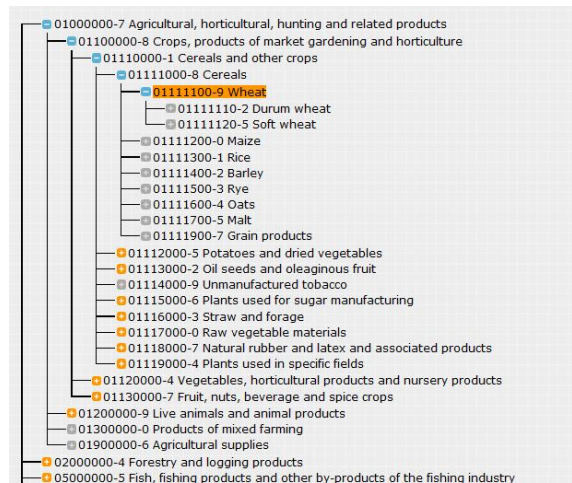 01000000-7 Agricultural, horticultural, hunting and related products
01100000-8 Crops, products of market gardening and horticulture
01110000-1 Cereals and other crops
01111000-8 Cereals
01111100-9 Wheat
01111110-2 Durum wheat
01111120-5 Soft wheat
01111200-0 Maize
01111300-1 Rice
01111400-2 Barley
01111500-3 Rye
01111600-4 Oats
01111700-5 Malt
01111900-7 Grain products
01112000-5 Potatoes and dried vegetables
01113000-2 Oil seeds and oleaginous fruit
01114000-9 Unmanufactured tobacco
01115000-6 Plants used for sugar manufacturing
01116000-3 Straw and forage
01117000-0 Raw vegetable materials
01118000-7 Natural rubber and latex and associated products
01119000-4 Plants used in specific fields
01120000-4 Vegetables, horticultural products and nursery products
01130000-7 Fruit, nuts, beverage and spice crops
01200000-9 Live animals and animal products
01300000-0 Products of mixed farming
01900000-6 Agricultural supplies
02000000-4 Forestry and logging products
05000000-5 Fish, fishing products and other by-products of the fishing industry